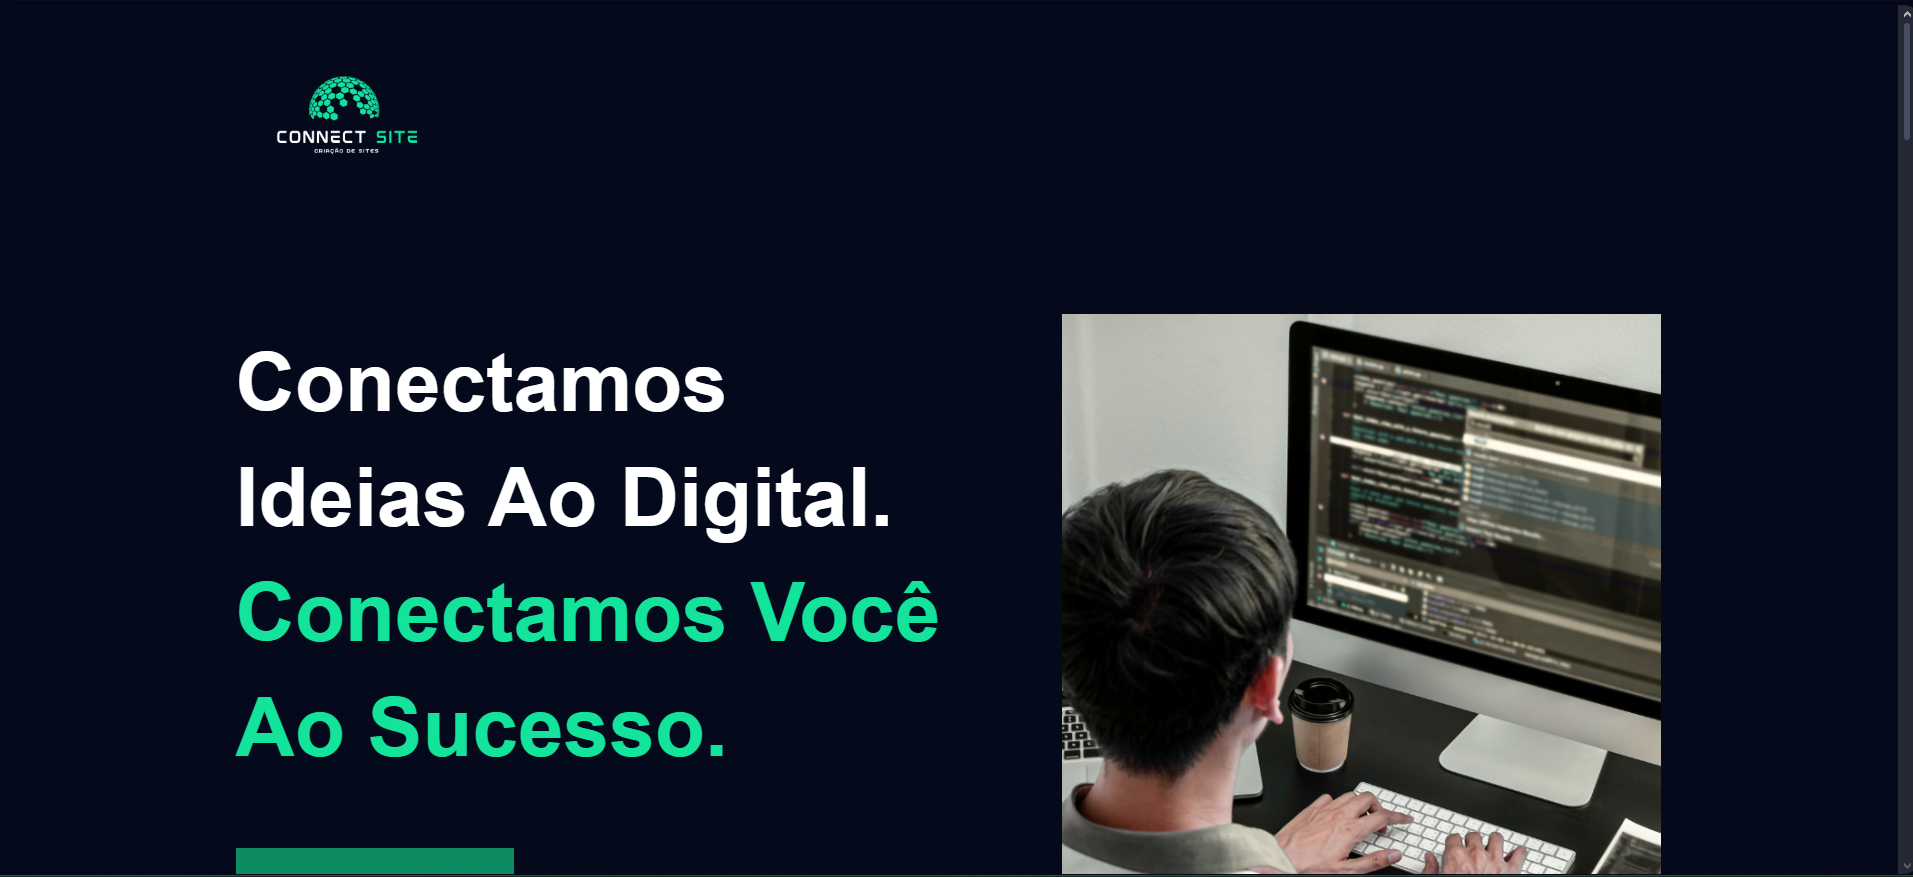 CONNECT SITE
CRIAÇÃO DE SITES
Conectamos
Ideias Ao Digital.
Conectamos Você
Ao Sucesso.